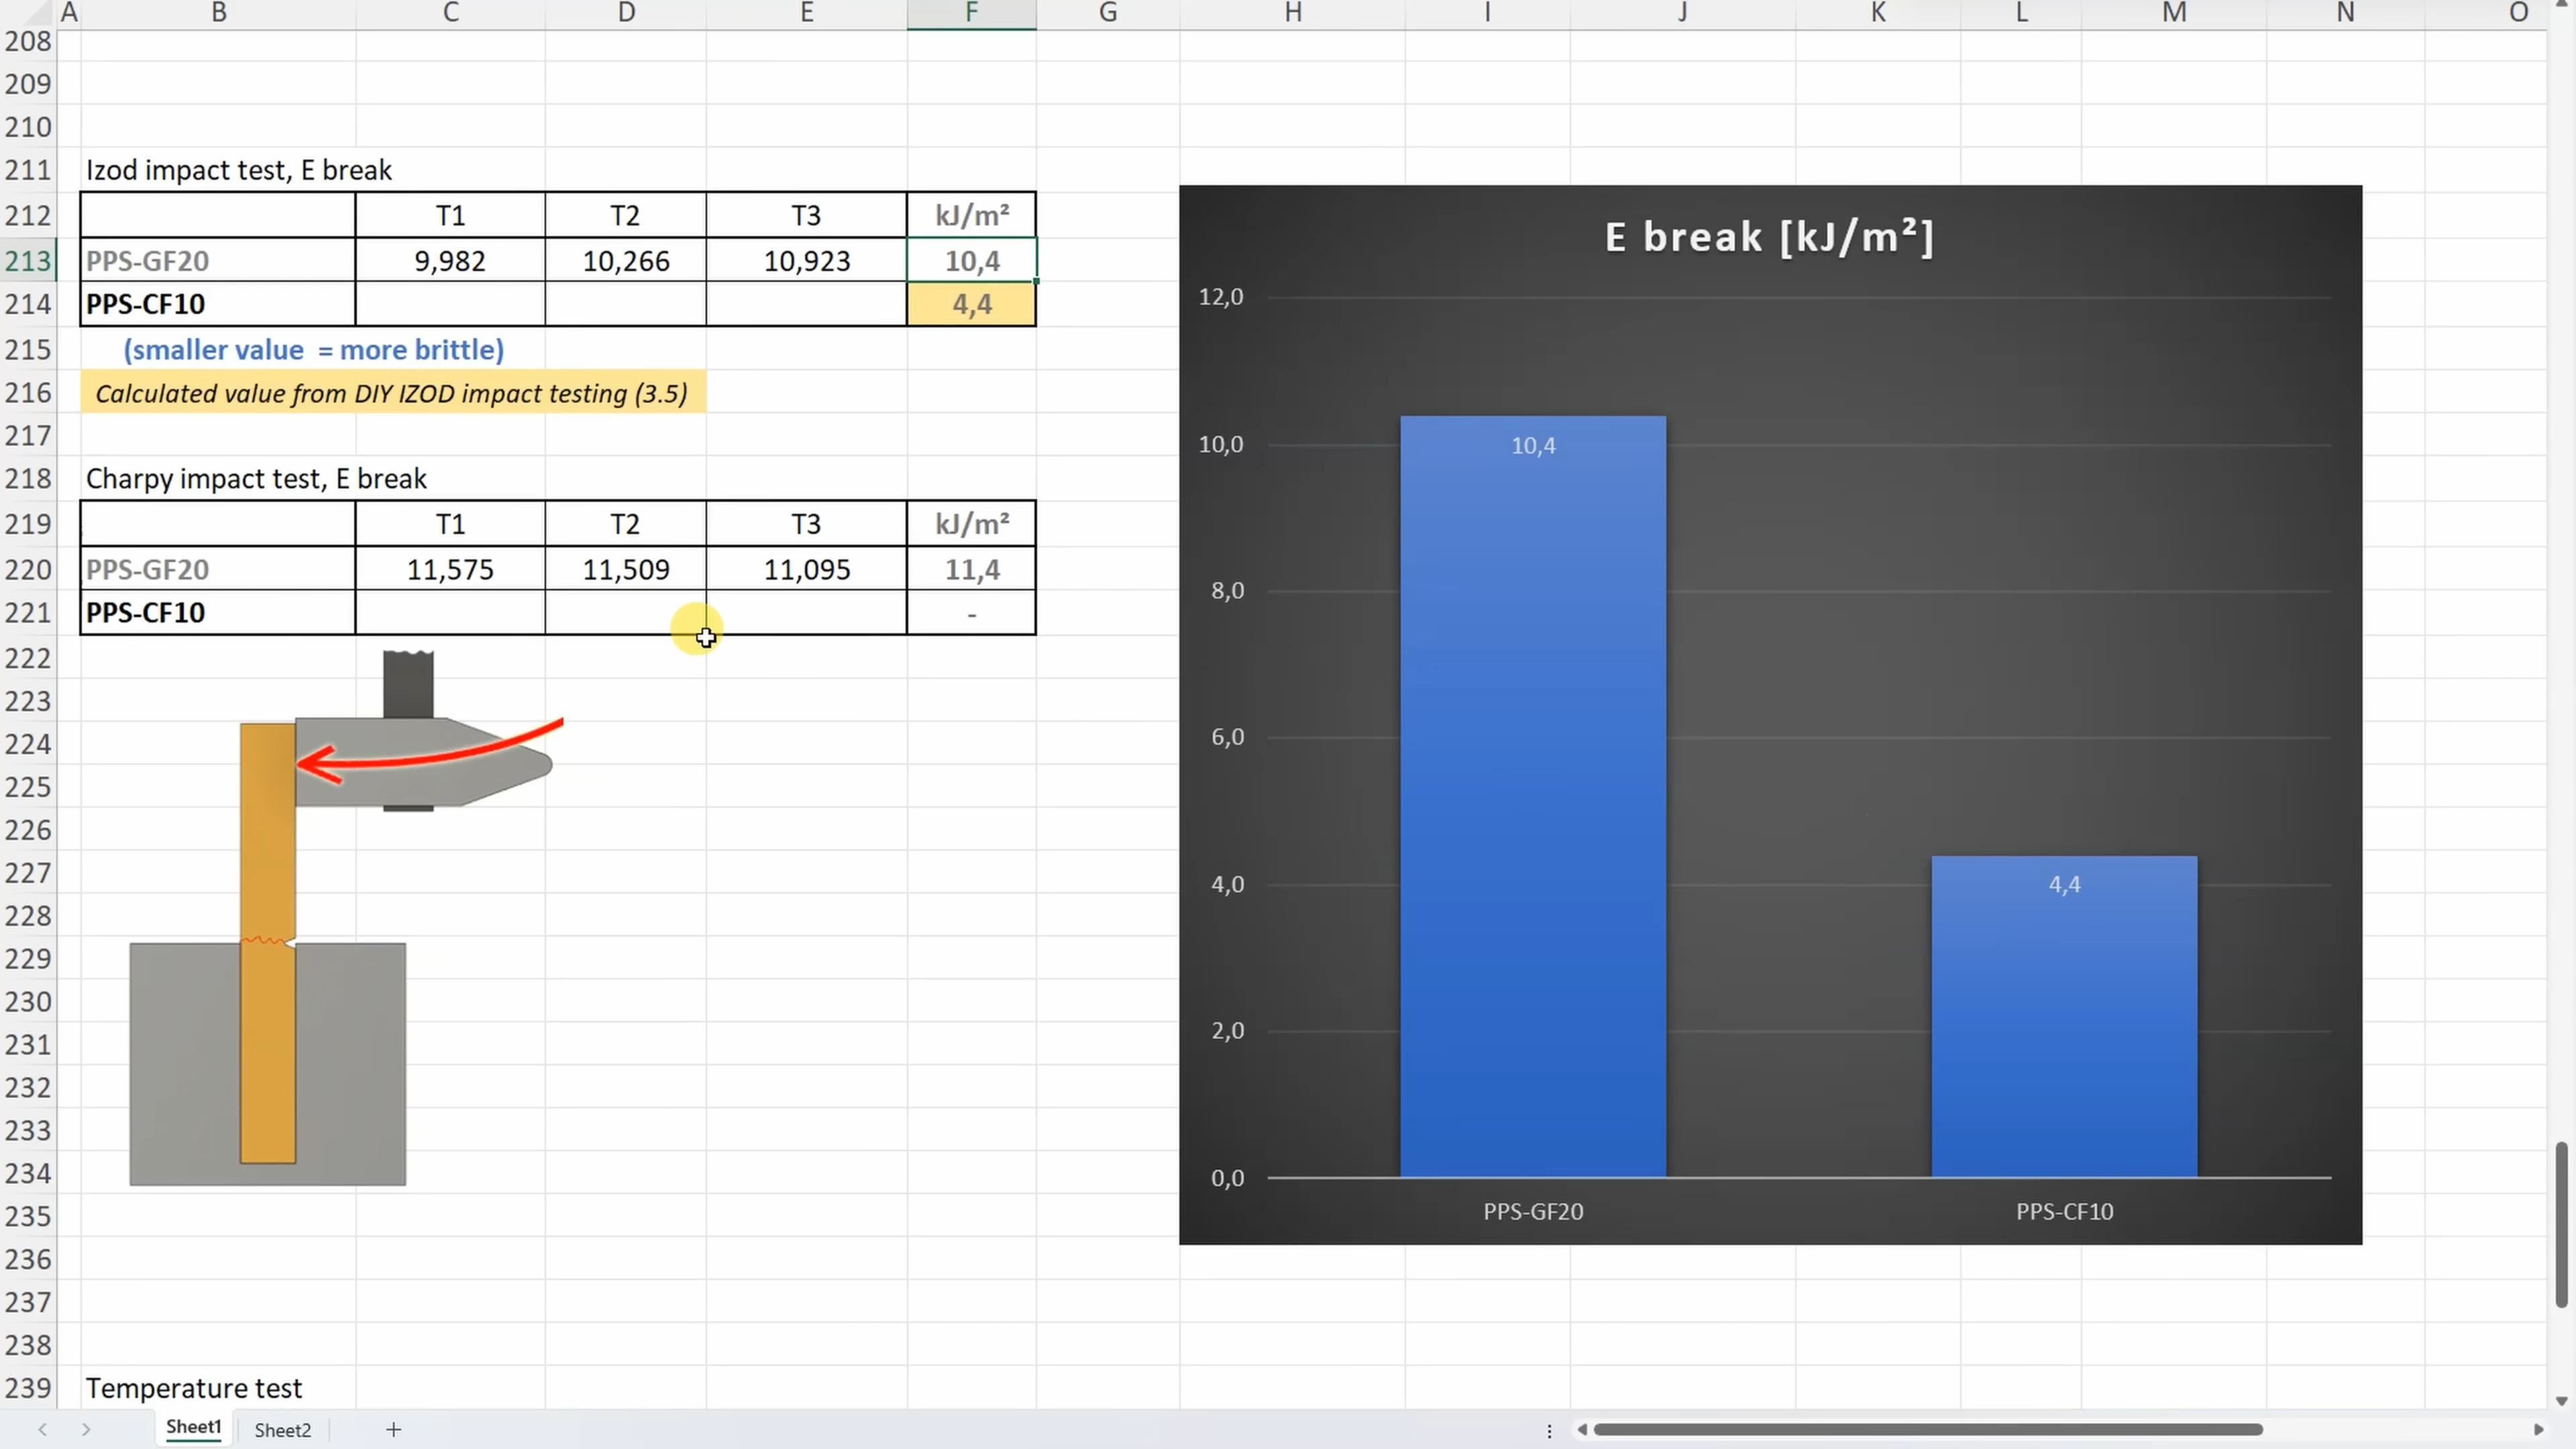 A B C D E F G H I J K L M N O
208
209
210
211 Izod impact test, E break
212 T1 T2 T3 kJ/m²
213 PPS-GF20 9,982 10,266 10,923 10,4
214 PPS-CF10 4,4
215 (smaller value = more brittle)
216 Calculated value from DIY IZOD impact testing (3.5)
217
218 Charpy impact test, E break
219 T1 T2 T3 kJ/m²
220 PPS-GF20 11,575 11,509 11,095 11,4
221 PPS-CF10 -
222
223
224
225
226
227
228
229
230
231
232
233
234
235
236
237
238
239 Temperature test
E break [kJ/m²]
12,0
10,0
8,0
6,0
4,0
2,0
0,0
10,4
4,4
PPS-GF20 PPS-CF10
Sheet1 Sheet2 +